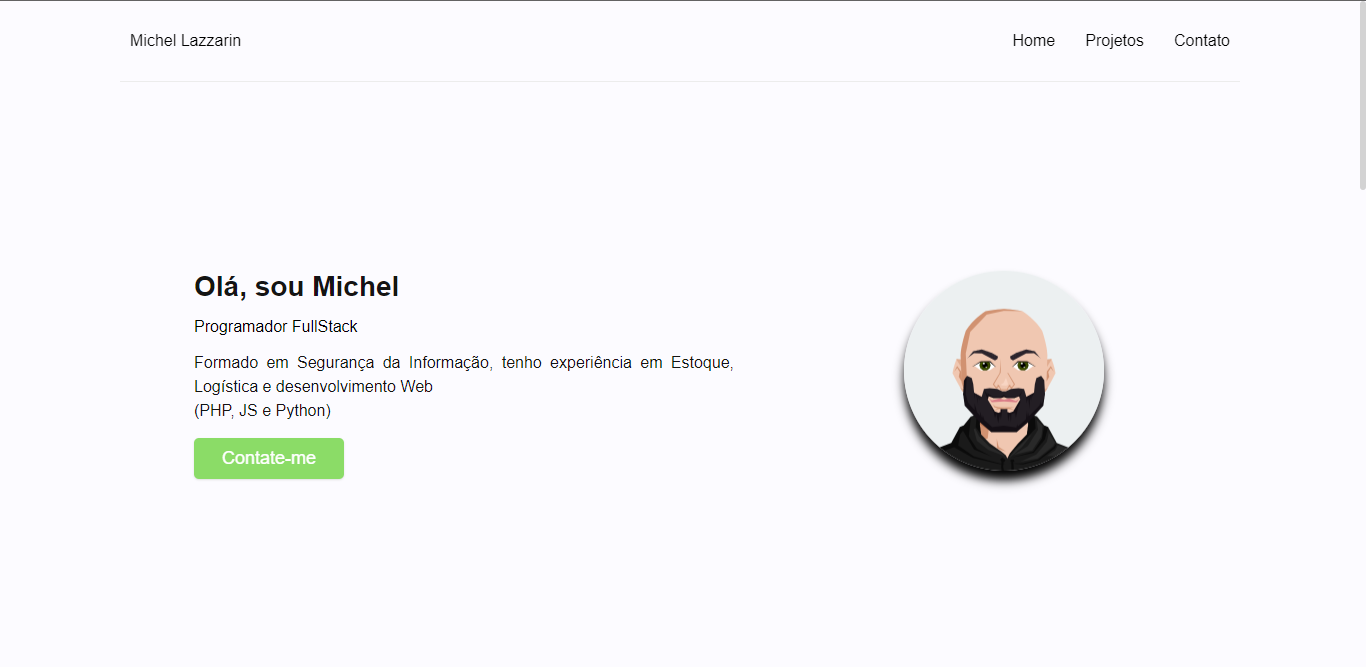 Michel Lazzarin
Home Projetos Contato
Olá, sou Michel
Programador FullStack
Formado em Segurança da Informação, tenho experiência em Estoque,
Logística e desenvolvimento Web
(PHP, JS e Python)
Contate-me